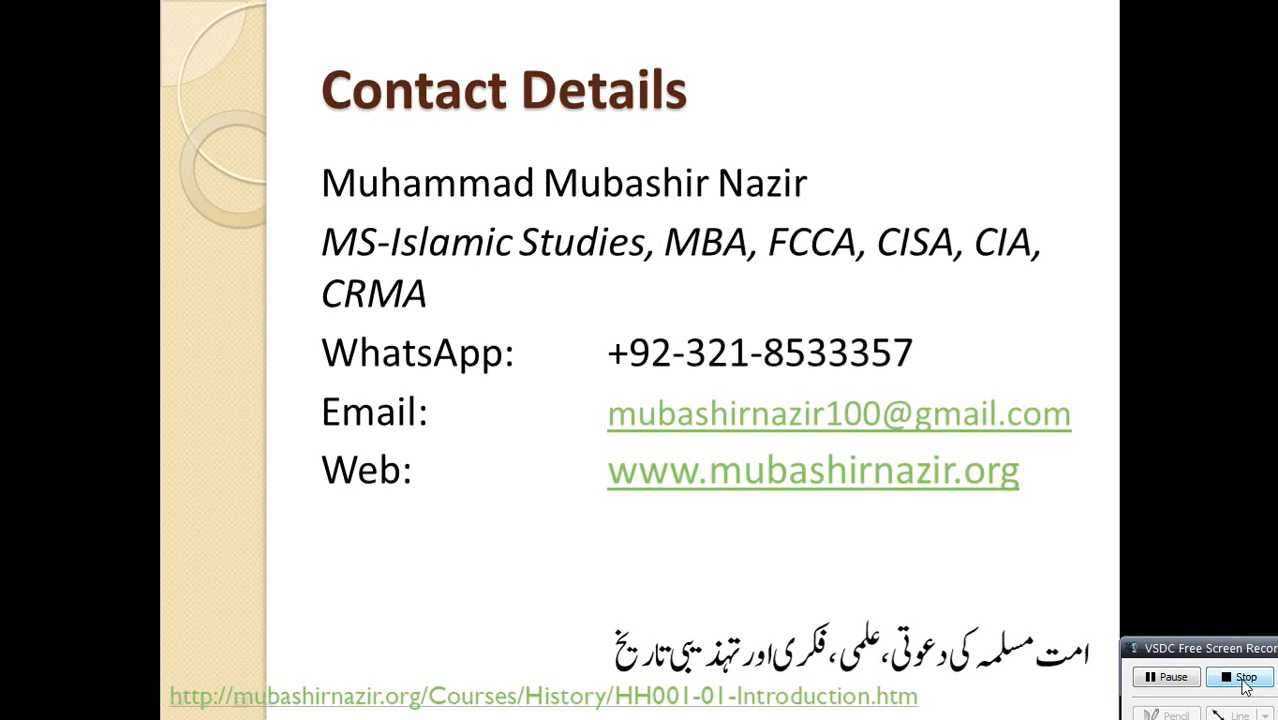 Contact Details
Muhammad Mubashir Nazir
MS-Islamic Studies, MBA, FCCA, CISA, CIA,
CRMA
WhatsApp: +92-321-8533357
Email: mubashirnazir100@gmail.com
Web: www.mubashirnazir.org
امت مسلمہ کی دعوتی، علمی، فکری اور تہذیبی تاریخ
http://mubashirnazir.org/Courses/History/HH001-01-Introduction.htm
VSDC Free Screen Recor
Pause Stop
Pencil Line